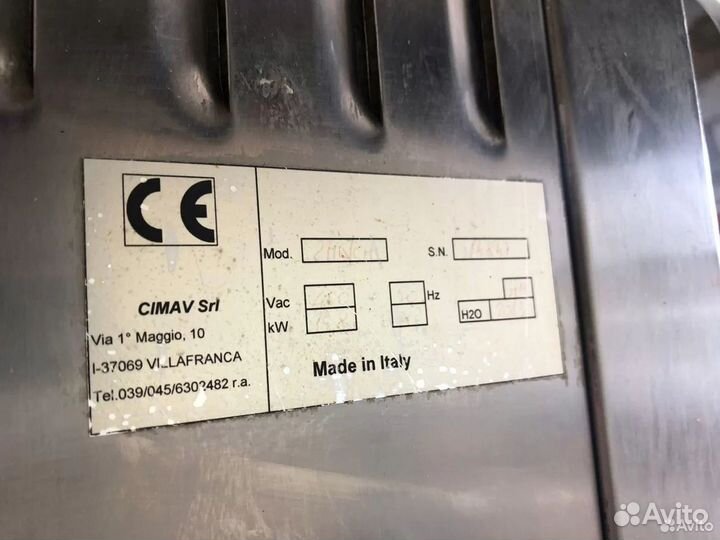 CE
CIMAV Srl
Via 1° Maggio, 10
I-37069 VILLAFRANCA
Tel.039/045/6302482 r.a.
Mod.
S.N.
Vac
Hz
kW
H2O
Made in Italy
Avito
Avito